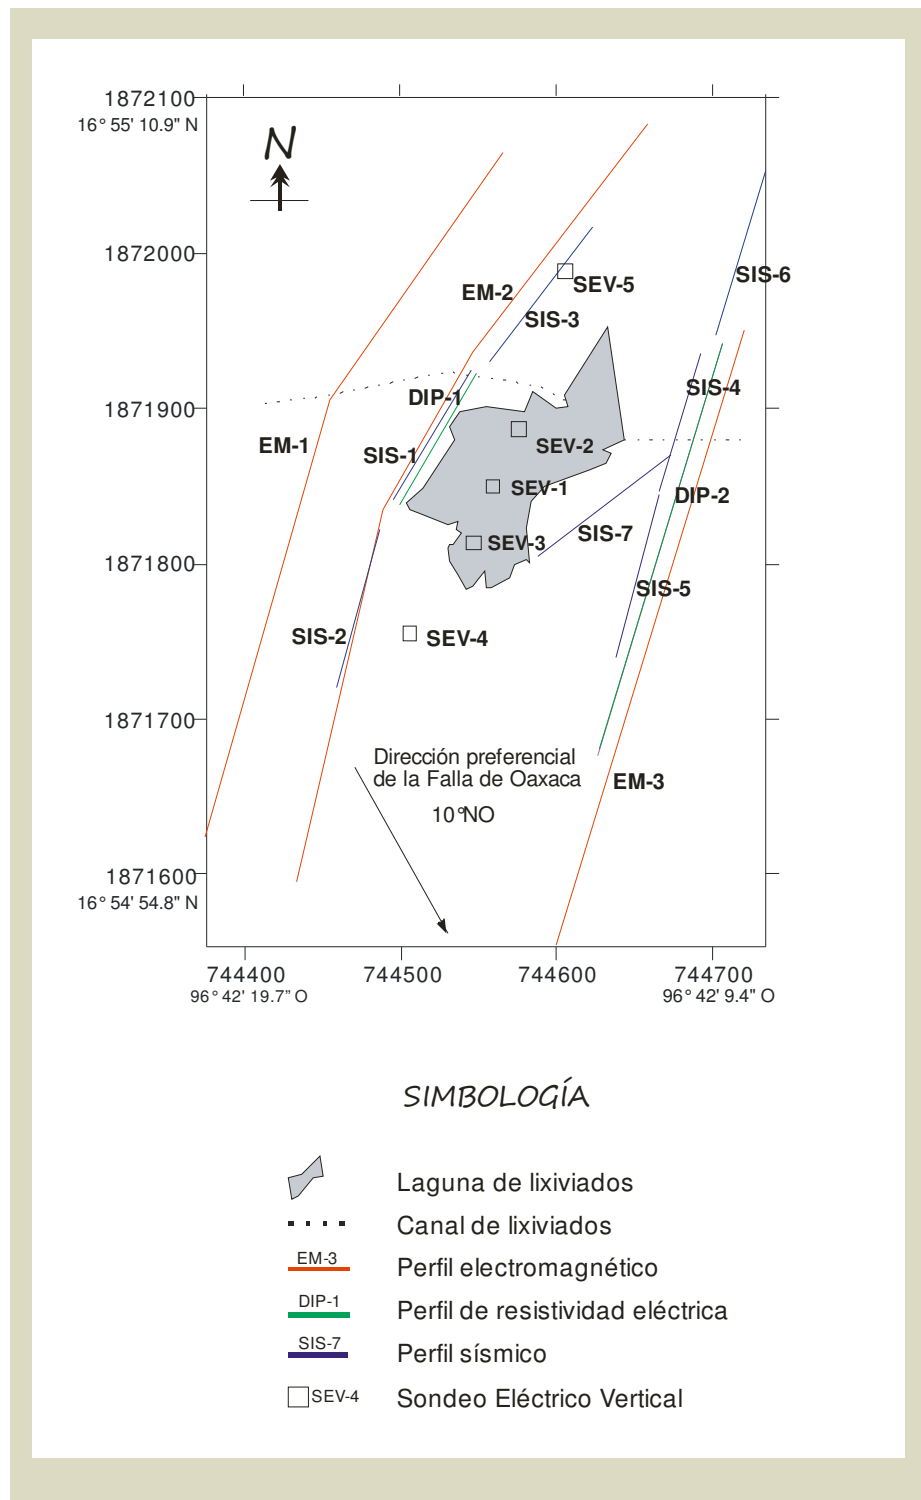 1872100
16° 55' 10.9" N
N
1872000
SIS-6
EM-2
SEV-5
SIS-3
SIS-4
DIP-1
1871900
EM-1
SEV-2
SIS-1
SEV-1
DIP-2
SIS-7
SEV-3
1871800
SIS-5
SIS-2
SEV-4
1871700
Dirección preferencial
de la Falla de Oaxaca
10°NO
EM-3
1871600
16° 54' 54.8" N
744400
744500
744600
744700
96° 42' 19.7" O
96° 42' 9.4" O
SIMBOLOGÍA
Laguna de lixiviados
Canal de lixiviados
EM-3
Perfil electromagnético
DIP-1
Perfil de resistividad eléctrica
SIS-7
Perfil sísmico
SEV-4
Sondeo Eléctrico Vertical